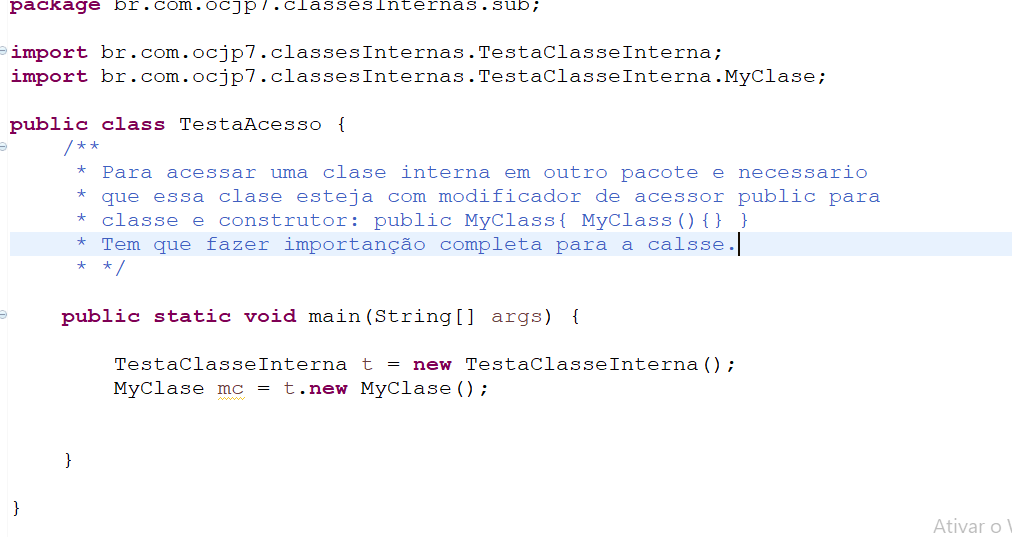 package br.com.ocjp7.classesInternas.sub;
import br.com.ocjp7.classesInternas.TestaClasseInterna;
import br.com.ocjp7.classesInternas.TestaClasseInterna.MyClase;
public class TestaAcesso {
/**
* Para acessar uma clase interna em outro pacote e necessario
* que essa clase esteja com modificador de acessor public para
* classe e construtor: public MyClass{ MyClass(){} }
* Tem que fazer importanção completa para a calsse.
* */
public static void main(String[] args) {
TestaClasseInterna t = new TestaClasseInterna();
MyClase mc = t.new MyClase();
}
}
Ativar o